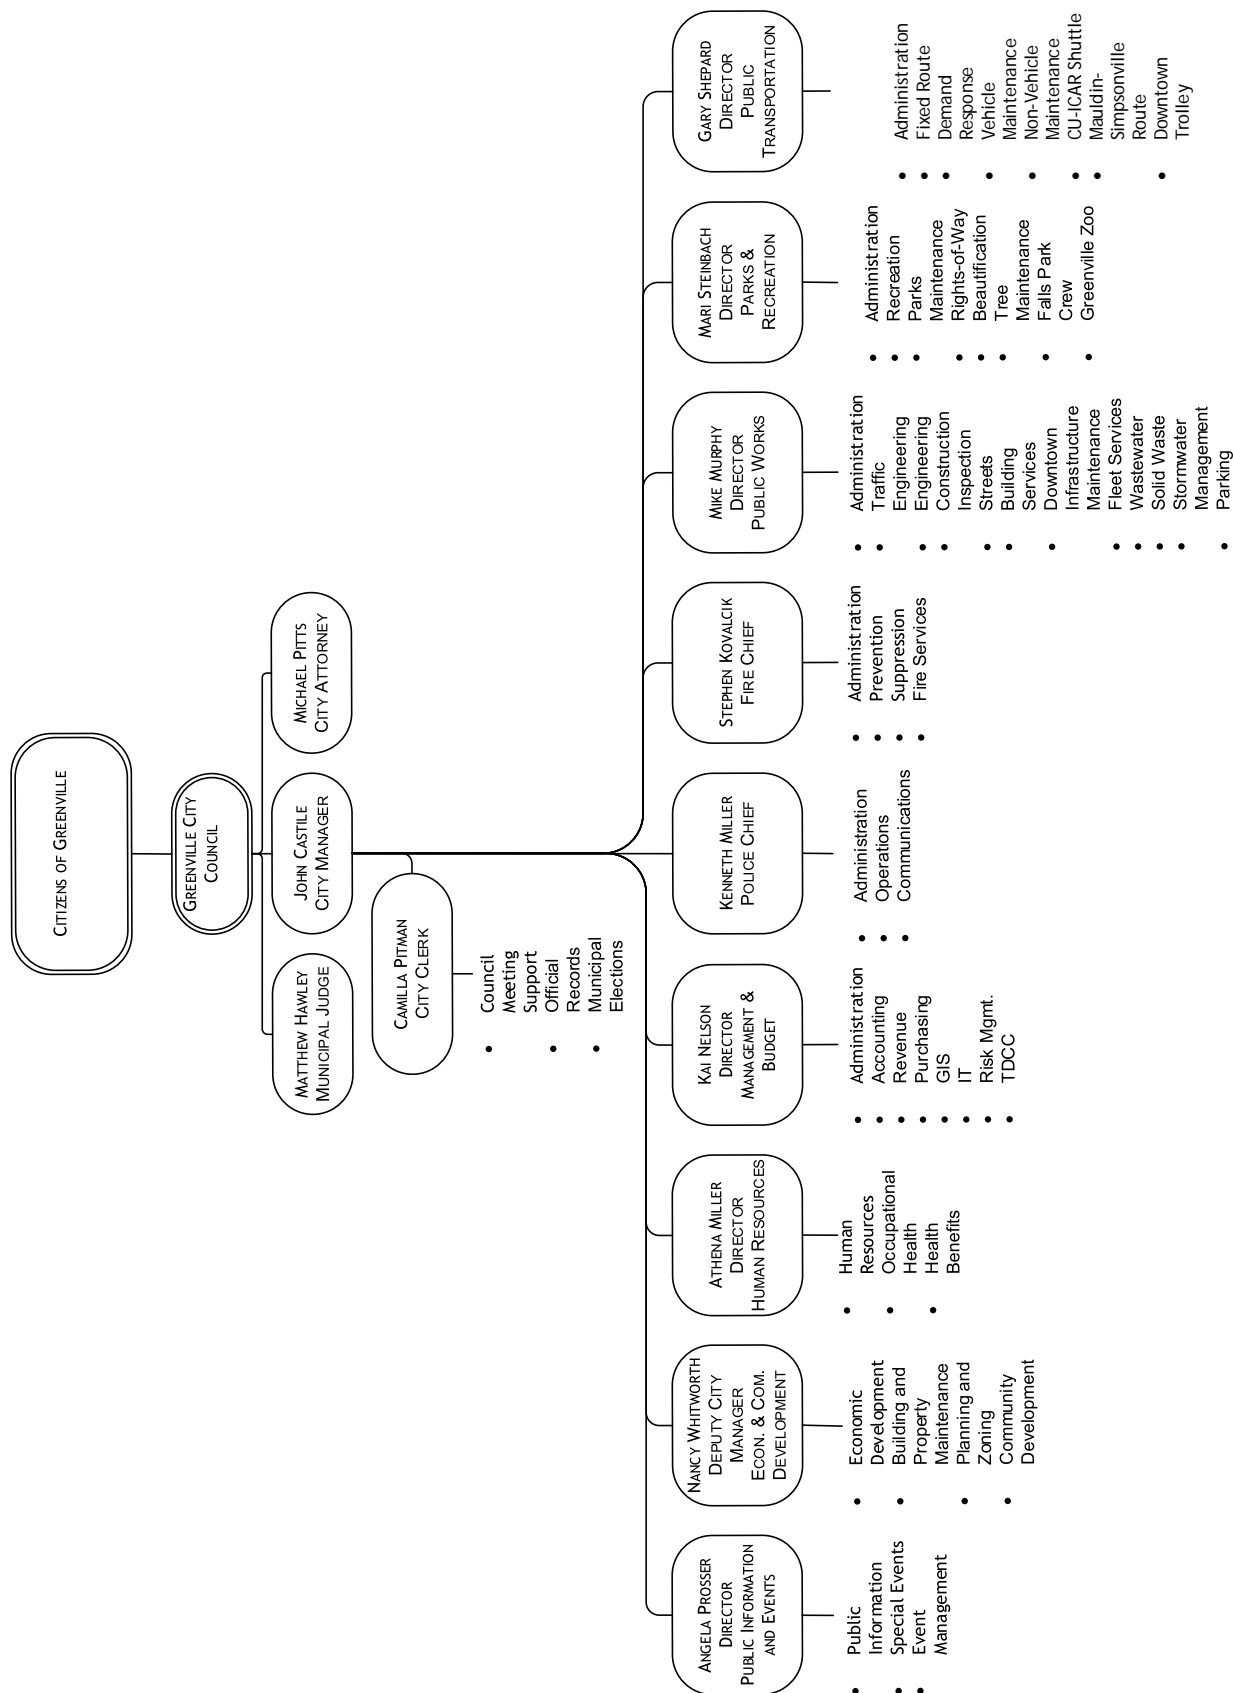 CITIZENS OF GREENVILLE
GREENVILLE CITY
COUNCIL
MATTHEW HAWLEY
MUNICIPAL JUDGE
JOHN CASTILE
CITY MANAGER
MICHAEL PITTS
CITY ATTORNEY
CAMILLA PITMAN
CITY CLERK
• Council
Meeting
Support
• Official
Records
• Municipal
Elections
ANGELA PROSSER
DIRECTOR
PUBLIC INFORMATION
AND EVENTS
• Public
Information
• Special Events
• Event
Management
NANCY WHITWORTH
DEPUTY CITY
MANAGER
ECON. & COM.
DEVELOPMENT
• Economic
Development
• Building and
Property
Maintenance
• Planning and
Zoning
• Community
Development
ATHENA MILLER
DIRECTOR
HUMAN RESOURCES
• Human
Resources
• Occupational
Health
• Health
Benefits
KAI NELSON
DIRECTOR
MANAGEMENT &
BUDGET
• Administration
• Accounting
• Revenue
• Purchasing
• GIS
• IT
• Risk Mgmt.
• TDCC
KENNETH MILLER
POLICE CHIEF
• Administration
• Operations
• Communications
STEPHEN KOVALCIK
FIRE CHIEF
• Administration
• Prevention
• Suppression
• Fire Services
MIKE MURPHY
DIRECTOR
PUBLIC WORKS
• Administration
• Traffic
Engineering
• Engineering
• Construction
Inspection
• Streets
• Building
Services
• Downtown
Infrastructure
Maintenance
• Fleet Services
• Wastewater
• Solid Waste
• Stormwater
Management
• Parking
MARI STEINBACH
DIRECTOR
PARKS &
RECREATION
• Administration
• Recreation
• Parks
Maintenance
• Rights-of-Way
• Beautification
• Tree
Maintenance
• Falls Park
Crew
• Greenville Zoo
GARY SHEPARD
DIRECTOR
PUBLIC
TRANSPORTATION
• Administration
• Fixed Route
• Demand
Response
• Vehicle
Maintenance
• Non-Vehicle
Maintenance
• CU-ICAR Shuttle
• Mauldin-
Simpsonville
Route
• Downtown
Trolley